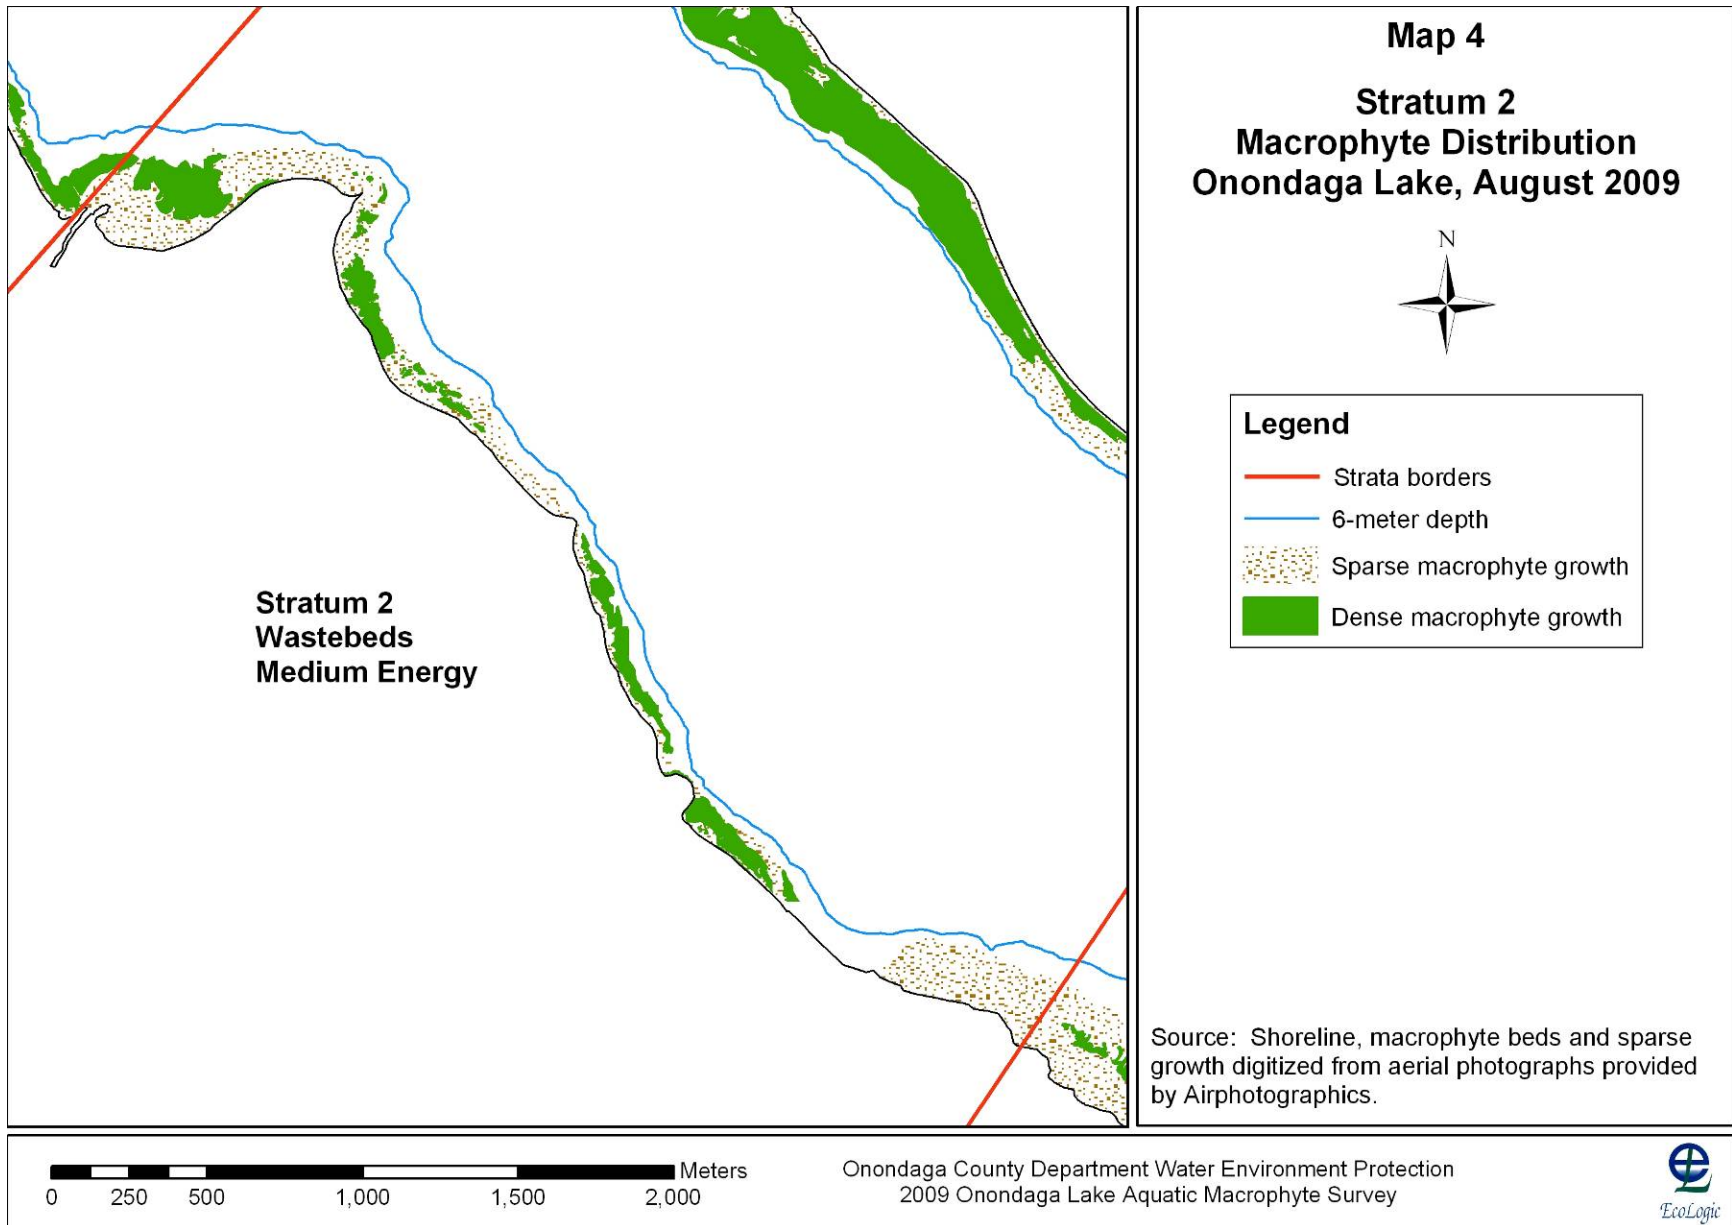 Map 4
Stratum 2
Macrophyte Distribution
Onondaga Lake, August 2009
N
Legend
Strata borders
6-meter depth
Sparse macrophyte growth
Dense macrophyte growth
Stratum 2
Wastebeds
Medium Energy
Source: Shoreline, macrophyte beds and sparse
growth digitized from aerial photographs provided
by Airphotographics.
Meters
0 250 500 1,000 1,500 2,000
Onondaga County Department Water Environment Protection
2009 Onondaga Lake Aquatic Macrophyte Survey
EcoLogic